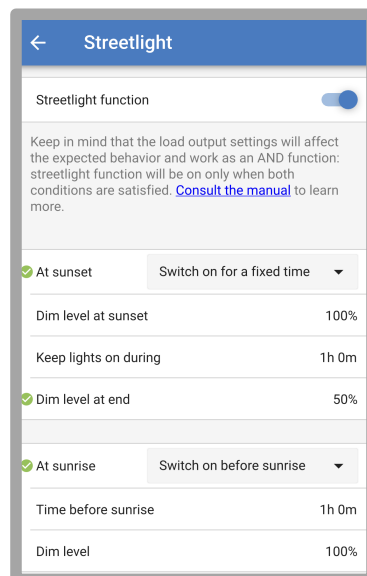 Streetlight
Streetlight function
Keep in mind that the load output settings will affect
the expected behavior and work as an AND function:
streetlight function will be on only when both
conditions are satisfied. Consult the manual to learn
more.
At sunset Switch on for a fixed time
Dim level at sunset 100%
Keep lights on during 1h 0m
Dim level at end 50%
At sunrise Switch on before sunrise
Time before sunrise 1h 0m
Dim level 100%